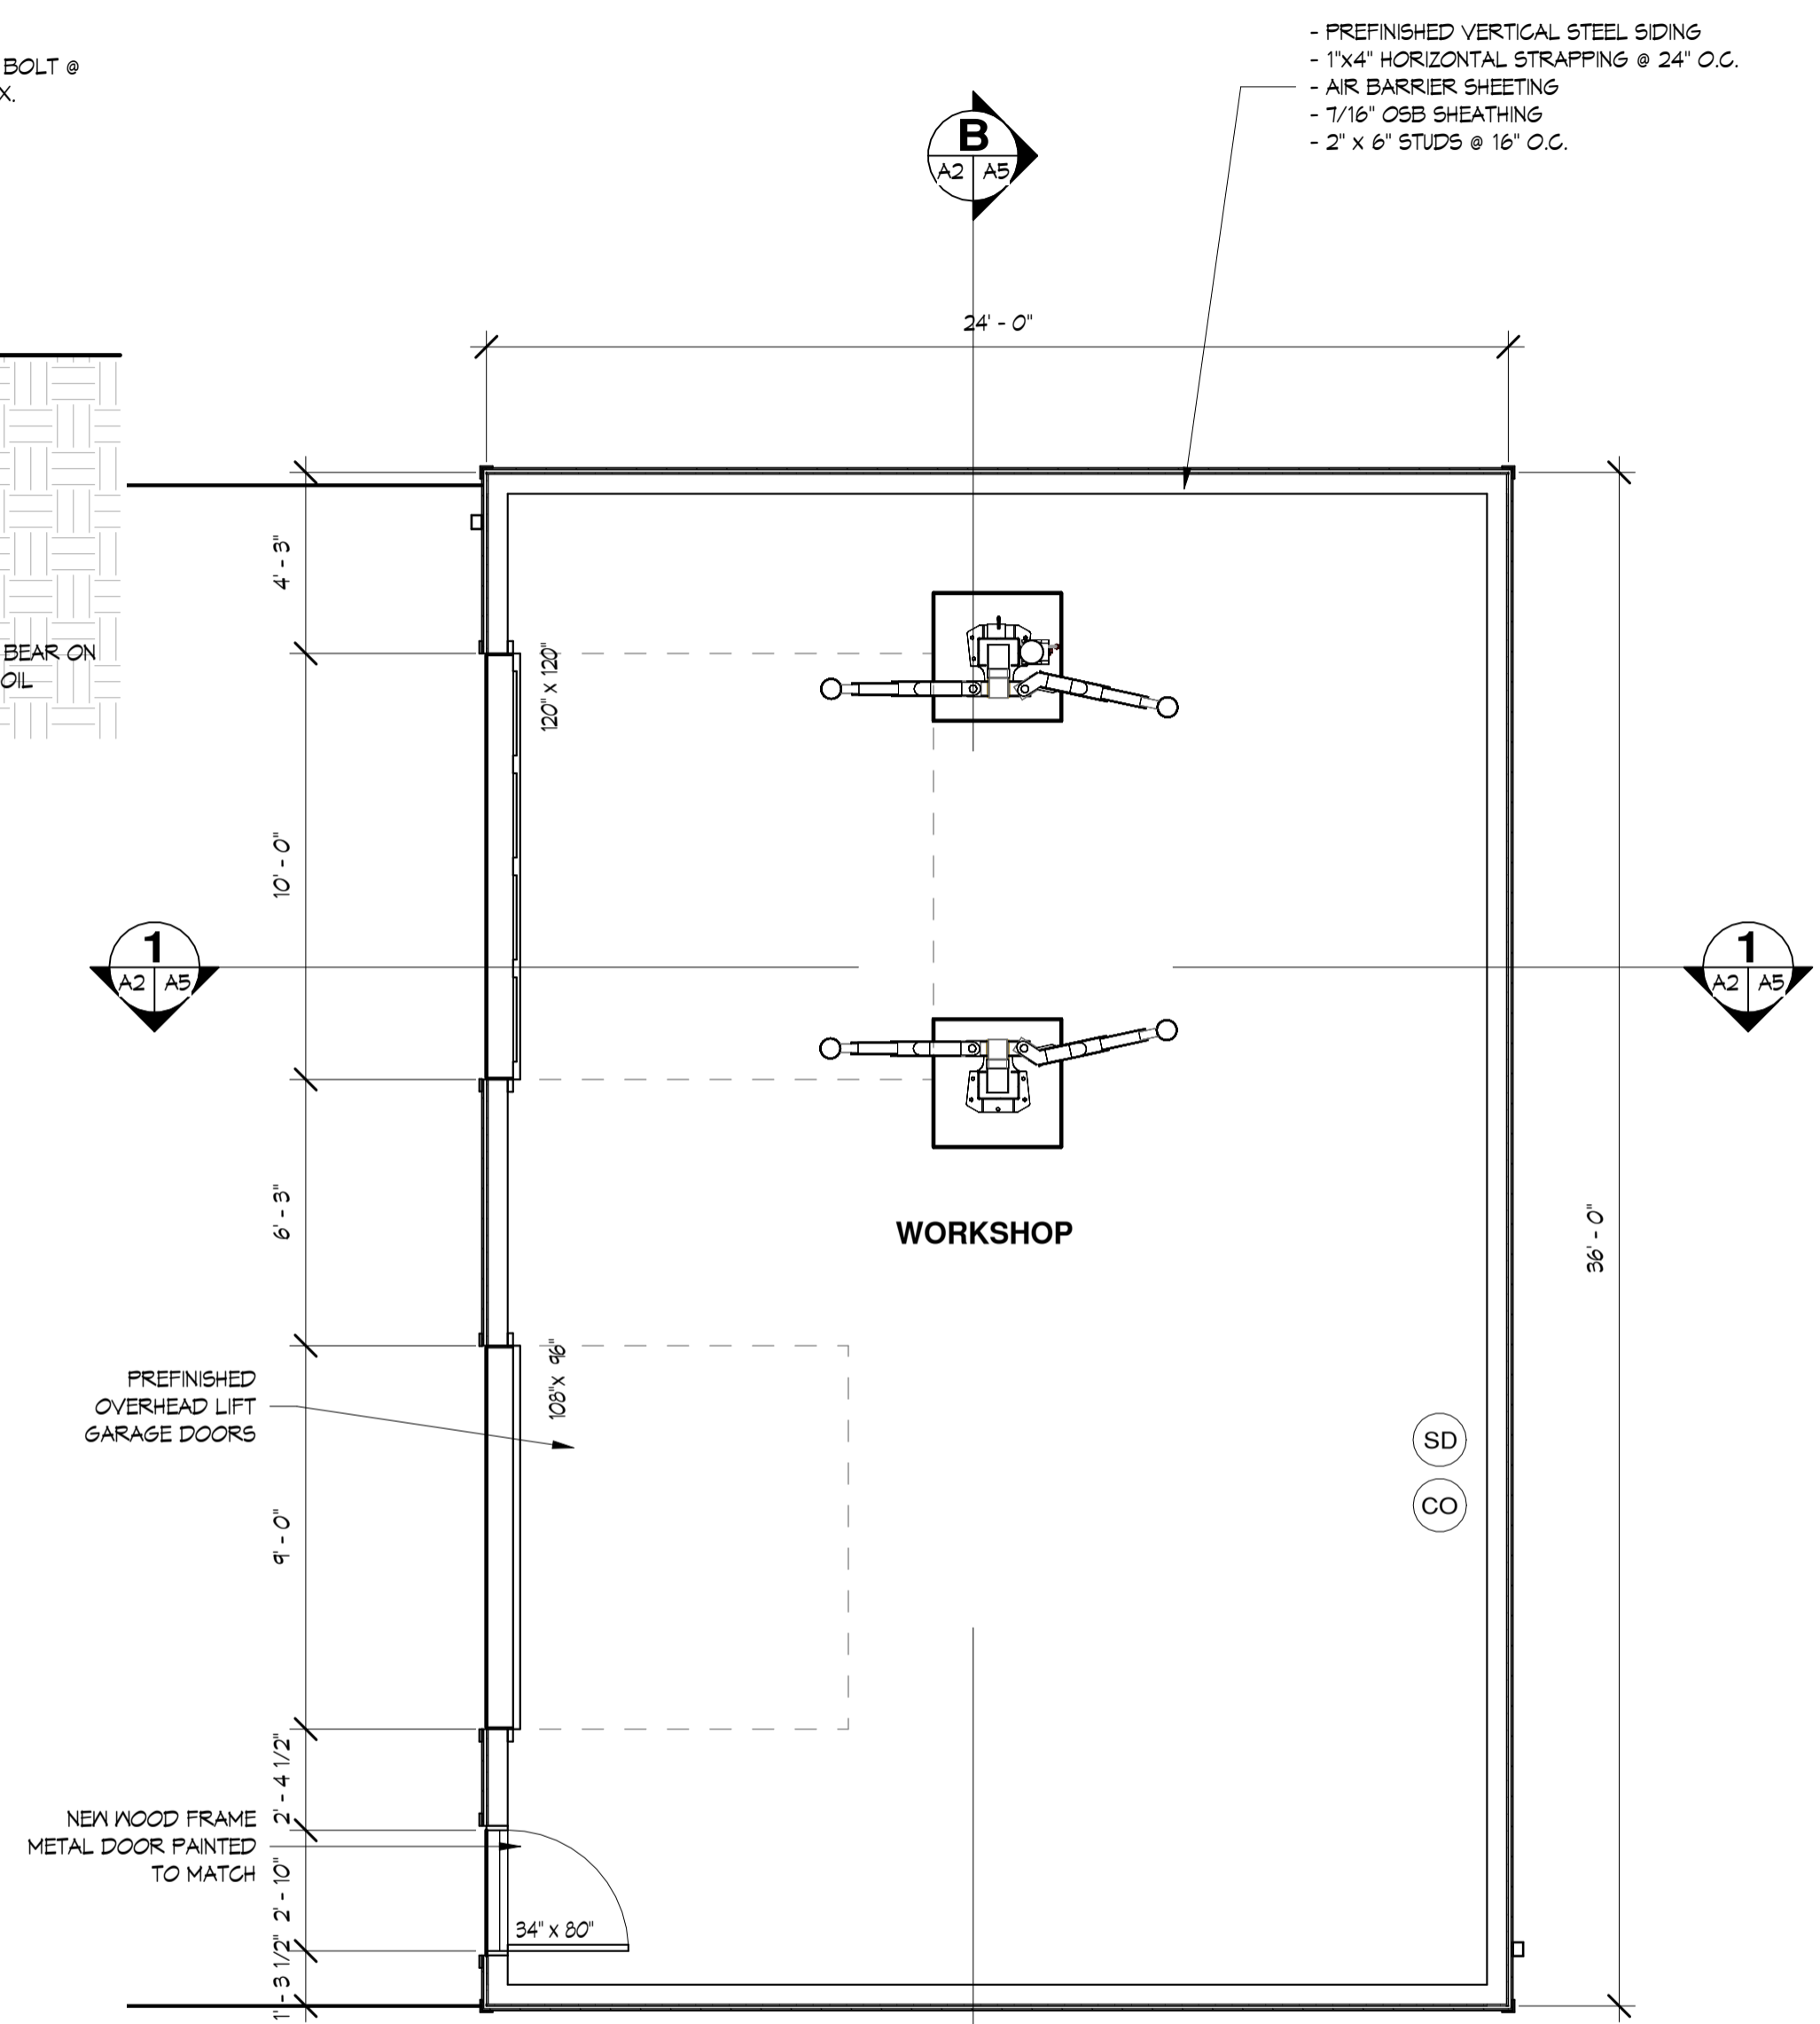 - PREFINISHED VERTICAL STEEL SIDING
- 1"x4" HORIZONTAL STRAPPING @ 24" O.C.
- AIR BARRIER SHEETING
- 7/16" OSB SHEATHING
- 2" x 6" STUDS @ 16" O.C.
BOLT @
X.
B
A2 A5
24' - 0"
4' - 3"
BEAR ON
OIL
120" x 120"
10' - 0"
1
A2 A5
1
A2 A5
6' - 3"
WORKSHOP
36' - 0"
108"x 96"
PREFINISHED
OVERHEAD LIFT
GARAGE DOORS
SD
CO
9' - 0"
2' - 4 1/2"
NEW WOOD FRAME
METAL DOOR PAINTED
TO MATCH
2' - 10"
34" x 80"
1' - 3 1/2"